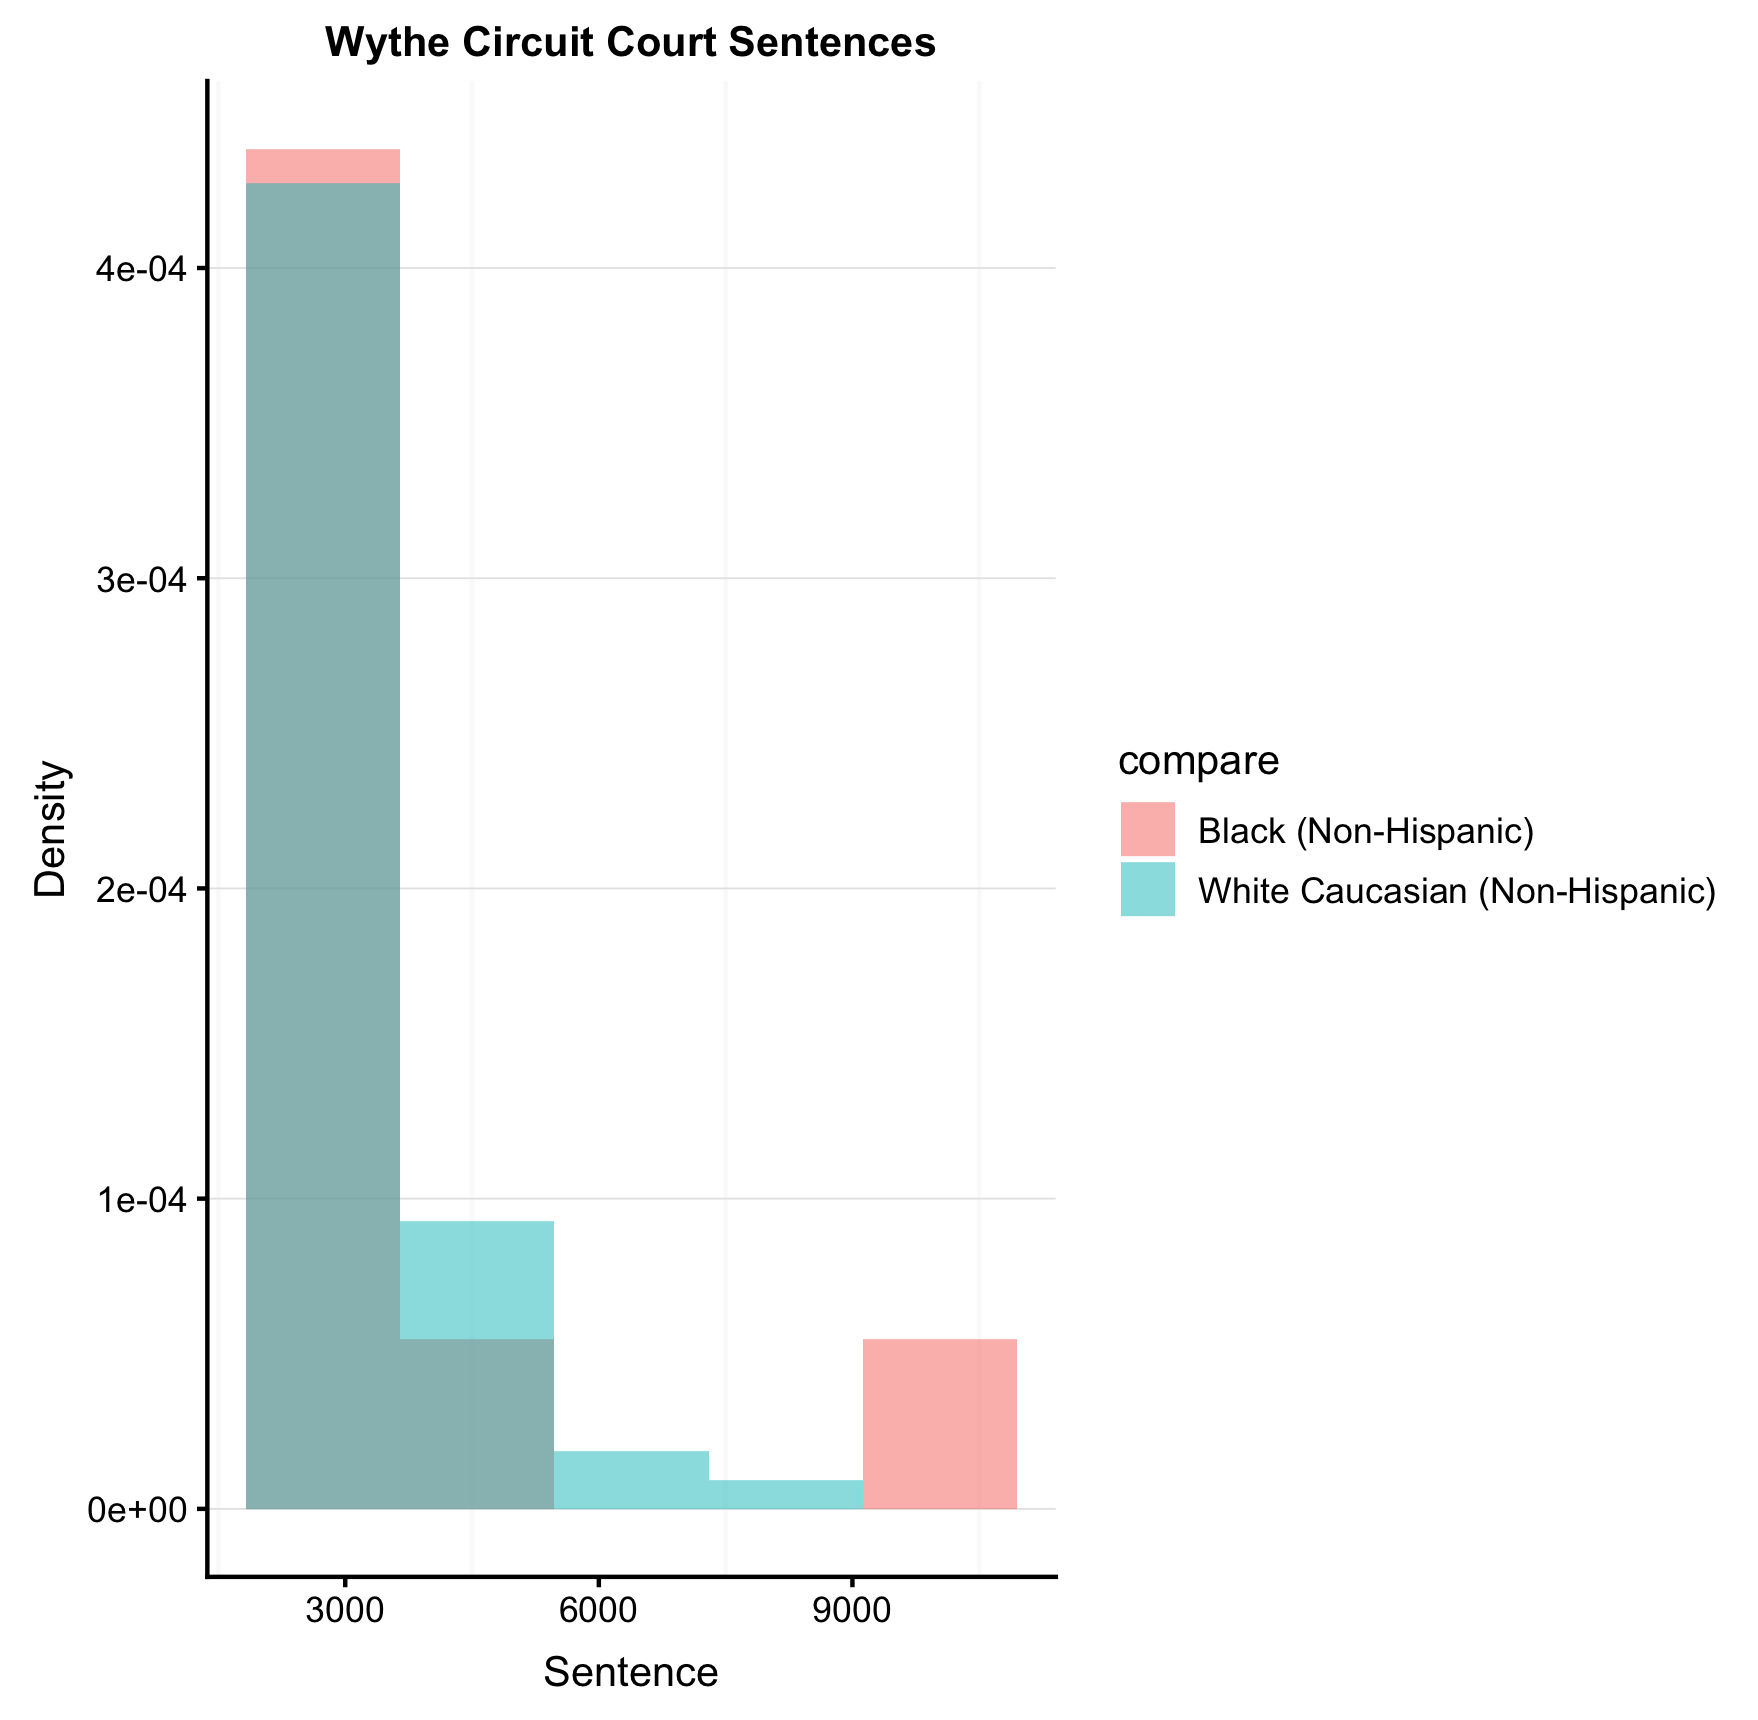 Wythe Circuit Court Sentences
4e-04
3e-04
2e-04
1e-04
0e+00
Density
3000 6000 9000
Sentence
compare
Black (Non-Hispanic)
White Caucasian (Non-Hispanic)